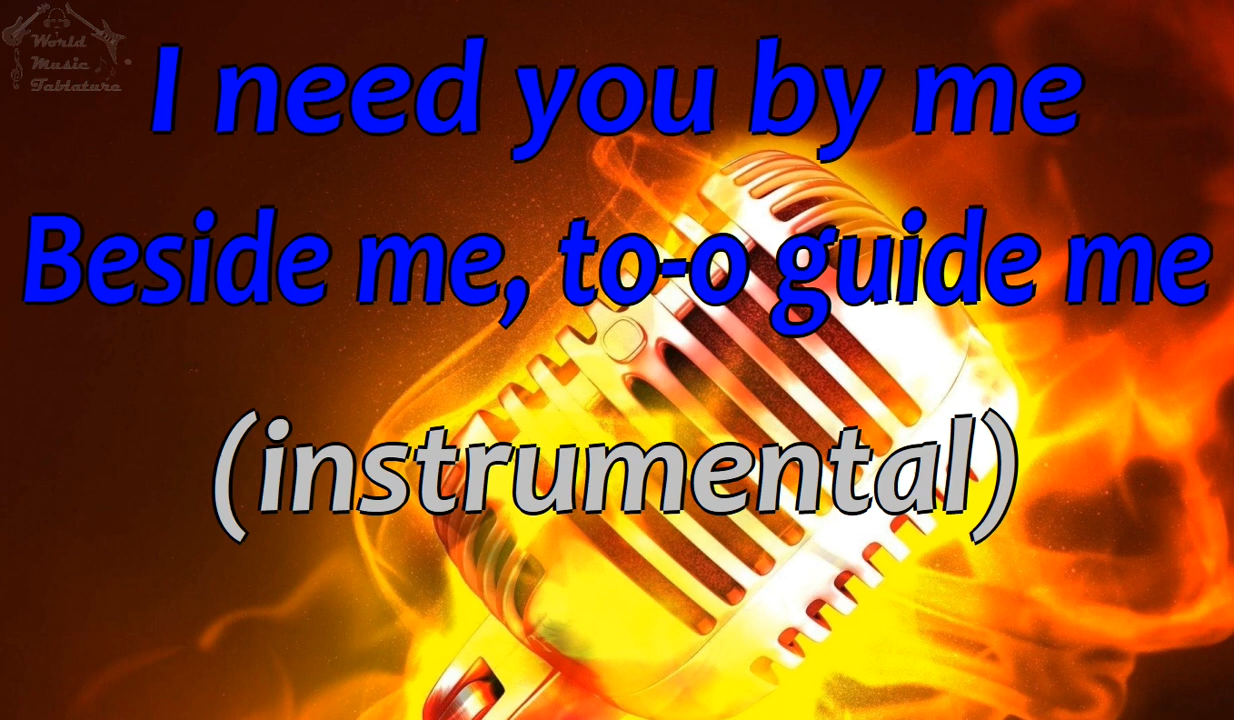 World
Music
Tablature
I need you by me
Beside me, to-o guide me
(instrumental)